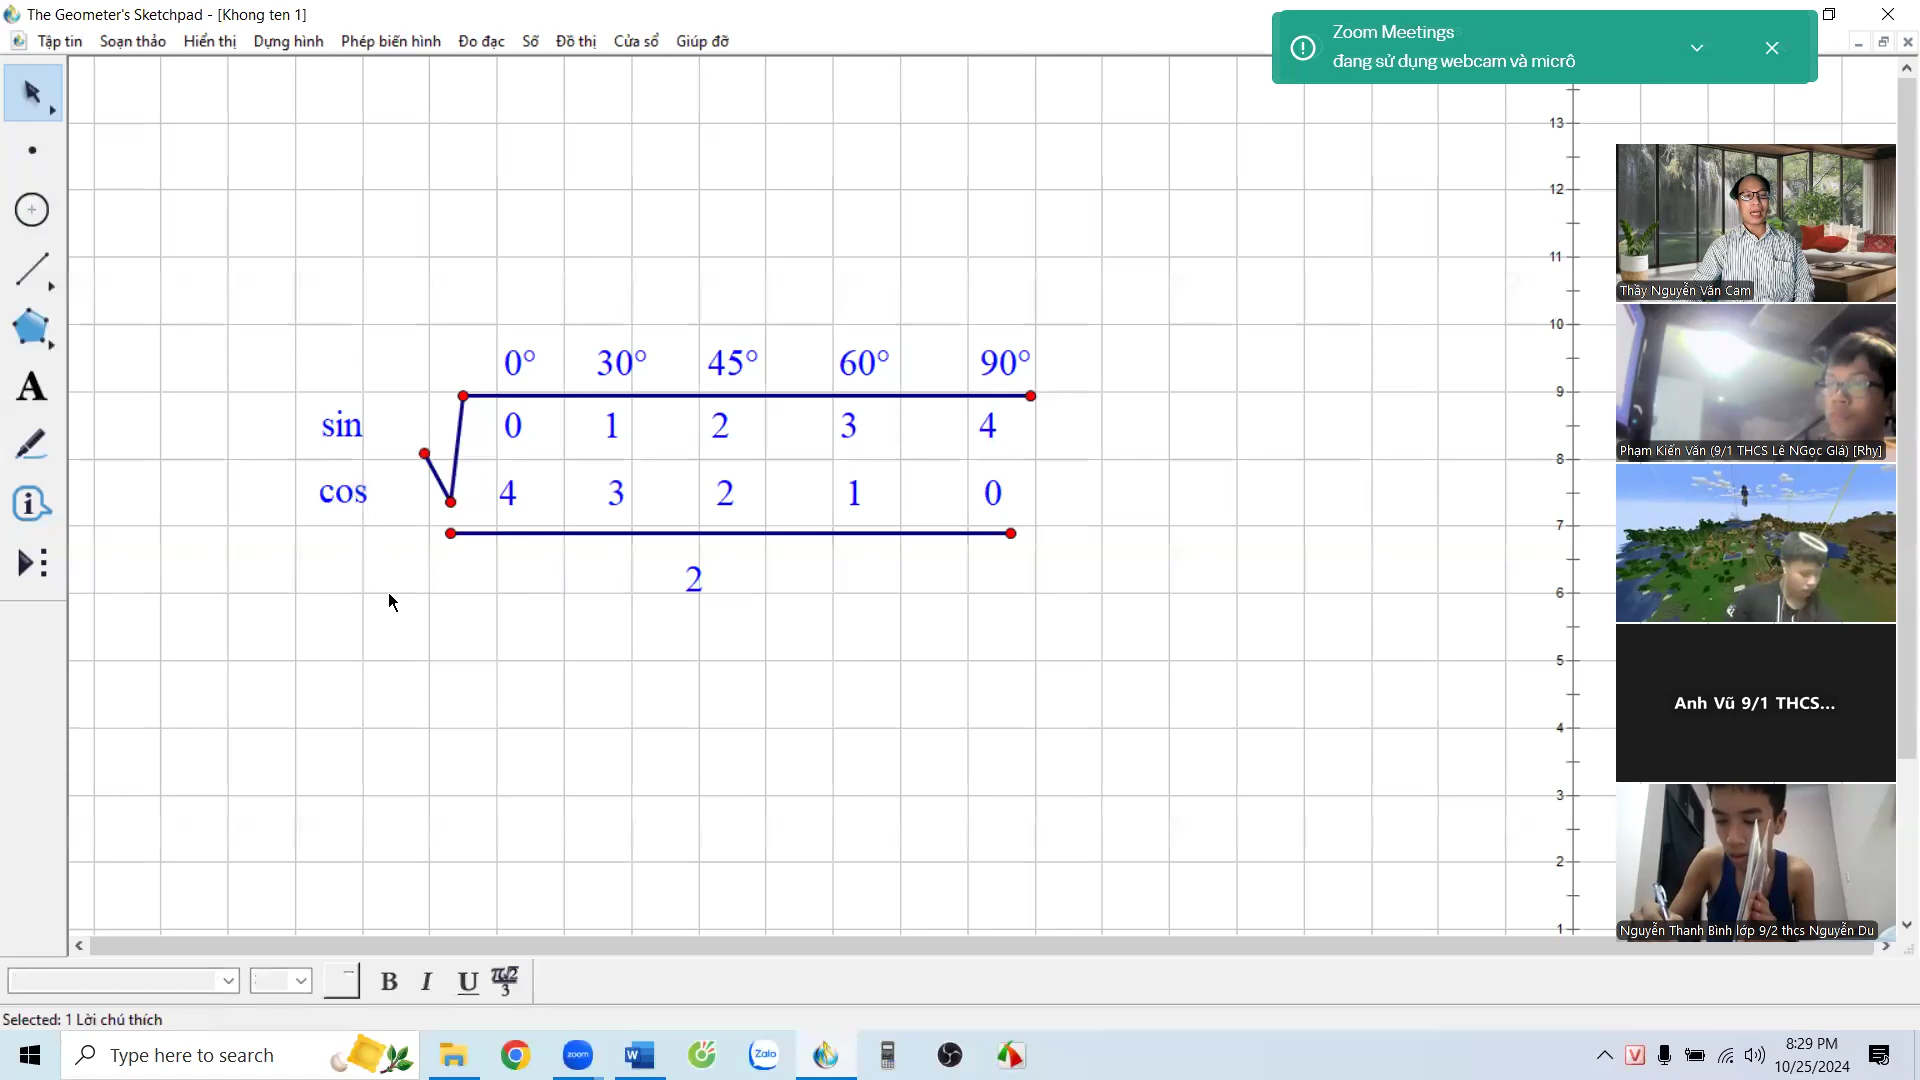 The Geometer's Sketchpad - [Khong ten 1]
Zoom Meetings
đang sử dụng webcam và micrô
Tập tin Soạn thảo Hiển thị Dựng hình Phép biến hình Đo đạc Số Đồ thị Cửa sổ Giúp đỡ
13
12
11
10
9
8
7
6
5
4
3
2
1
0° 30° 45° 60° 90°
sin 0 1 2 3 4
cos 4 3 2 1 0
2
Thầy Nguyễn Văn Cam
Phạm Kiến Văn (9/1 THCS Lê NGọc GIá) [Rhy]
Anh Vũ 9/1 THCS...
Nguyễn Thanh Bình lớp 9/2 thcs Nguyễn Du
A
B I U π√2/3
Selected: 1 Lời chú thích
Type here to search
zoom
W
Zalo
V
8:29 PM
10/25/2024